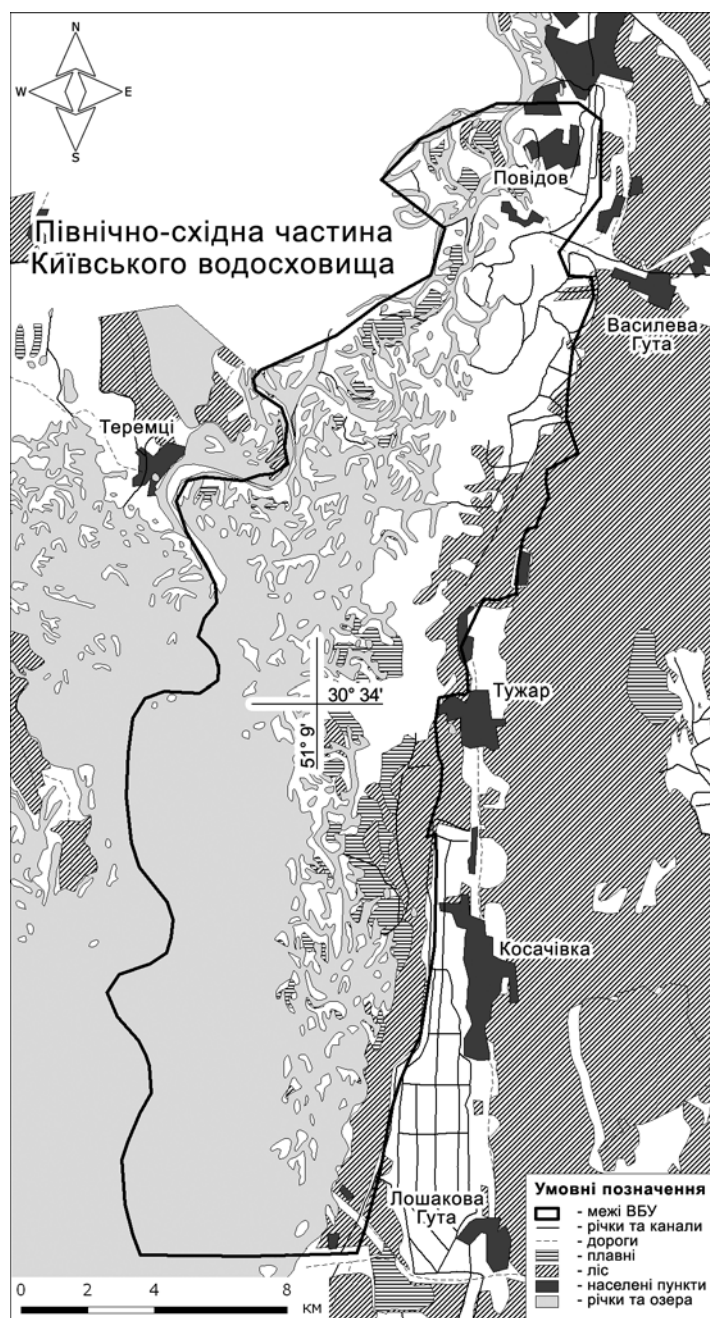 N
W E
S
Північно-східна частина
Київського водосховища
Повідов
Василева
Гута
Теремці
30° 34'
51° 9'
Тужар
Косачівка
Лошакова
Гута
Умовні позначення
- межі ВБУ
- річки та канали
- дороги
- плавні
- ліс
- населені пункти
- річки та озера
0 2 4 8
км